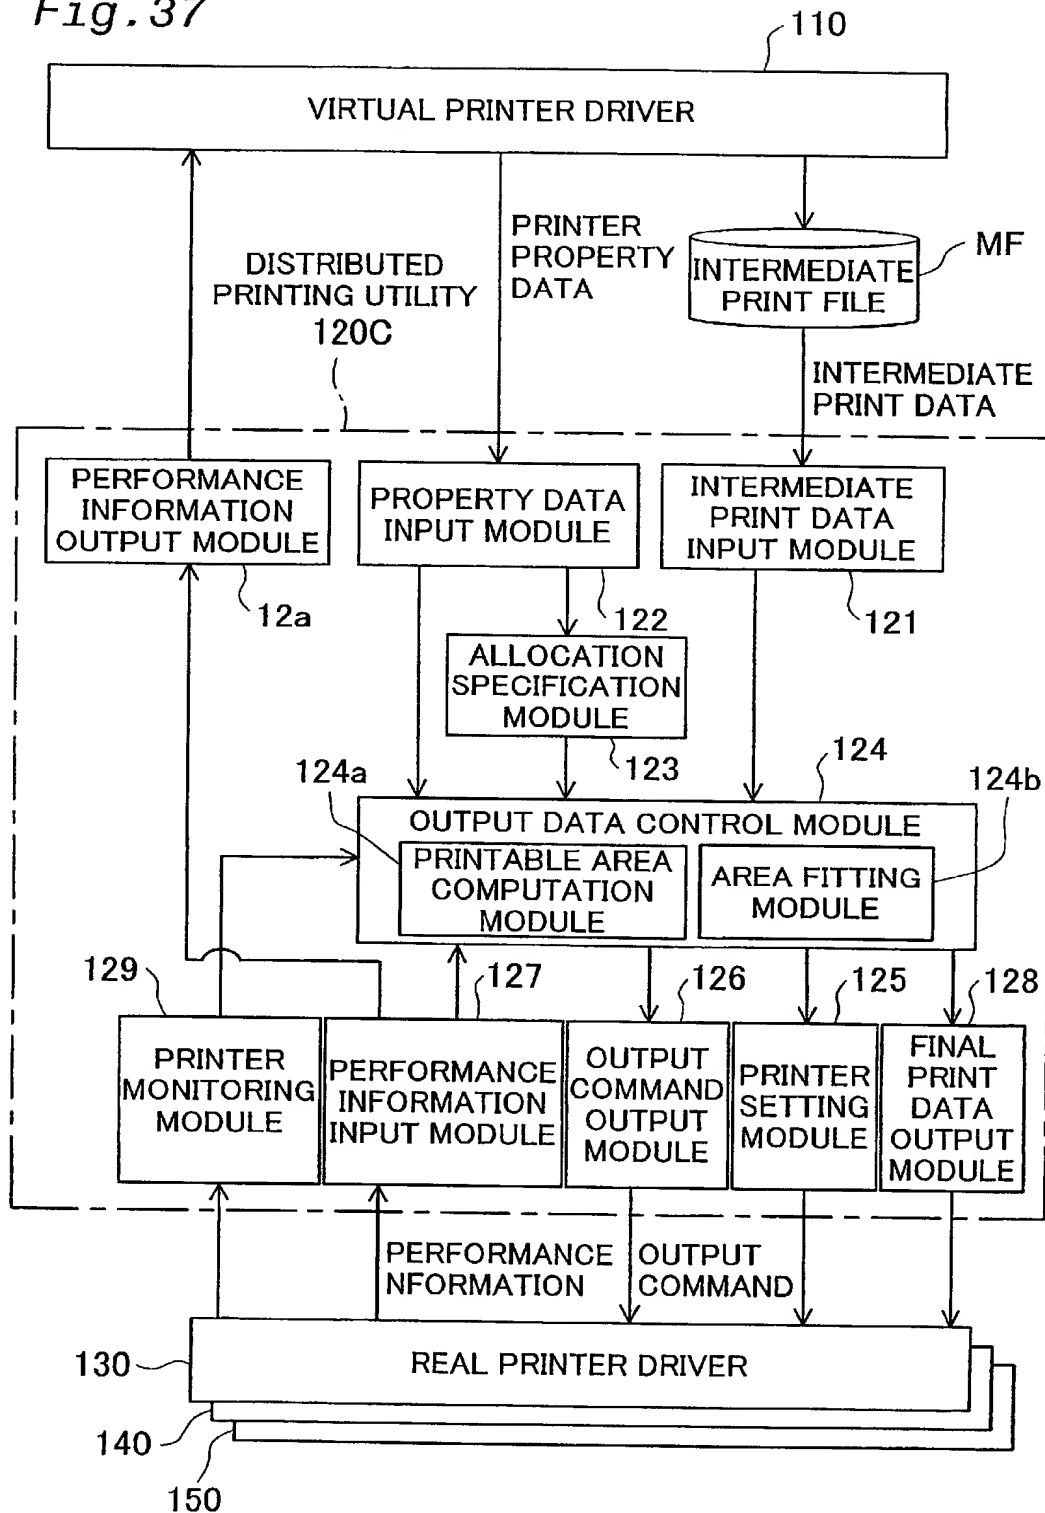 Fig.37
110
VIRTUAL PRINTER DRIVER
PRINTER
PROPERTY
DATA
DISTRIBUTED
PRINTING UTILITY
120C
MF
INTERMEDIATE
PRINT FILE
INTERMEDIATE
PRINT DATA
PERFORMANCE
INFORMATION
OUTPUT MODULE
12a
PROPERTY DATA
INPUT MODULE
122
INTERMEDIATE
PRINT DATA
INPUT MODULE
121
ALLOCATION
SPECIFICATION
MODULE
123
124
124a
124b
OUTPUT DATA CONTROL MODULE
PRINTABLE AREA
COMPUTATION
MODULE
AREA FITTING
MODULE
129
127
126
125
128
PRINTER
MONITORING
MODULE
PERFORMANCE
INFORMATION
INPUT MODULE
OUTPUT
COMMAND
OUTPUT
MODULE
PRINTER
SETTING
MODULE
FINAL
PRINT
DATA
OUTPUT
MODULE
PERFORMANCE
NFORMATION
OUTPUT
COMMAND
130
REAL PRINTER DRIVER
140
150